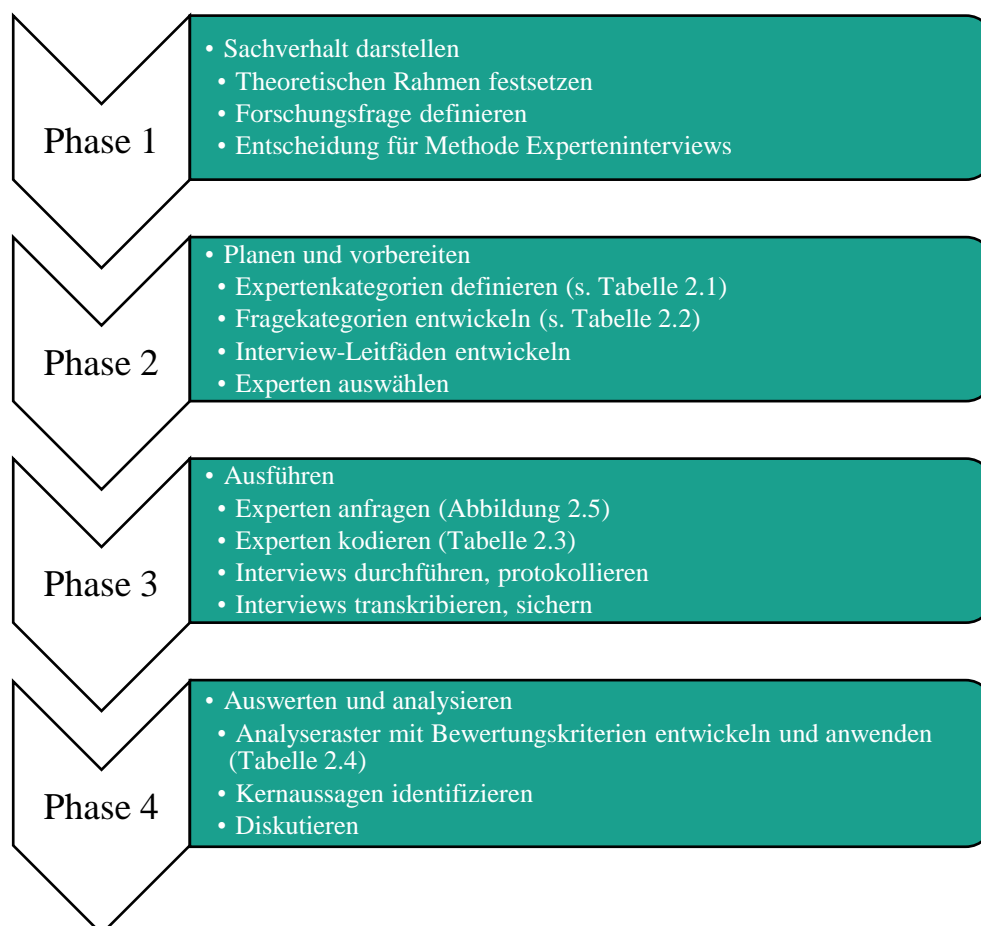 Phase 1
• Sachverhalt darstellen
• Theoretischen Rahmen festsetzen
• Forschungsfrage definieren
• Entscheidung für Methode Experteninterviews
Phase 2
• Planen und vorbereiten
• Expertenkategorien definieren (s. Tabelle 2.1)
• Fragekategorien entwickeln (s. Tabelle 2.2)
• Interview-Leitfäden entwickeln
• Experten auswählen
Phase 3
• Ausführen
• Experten anfragen (Abbildung 2.5)
• Experten kodieren (Tabelle 2.3)
• Interviews durchführen, protokollieren
• Interviews transkribieren, sichern
Phase 4
• Auswerten und analysieren
• Analyseraster mit Bewertungskriterien entwickeln und anwenden
(Tabelle 2.4)
• Kernaussagen identifizieren
• Diskutieren